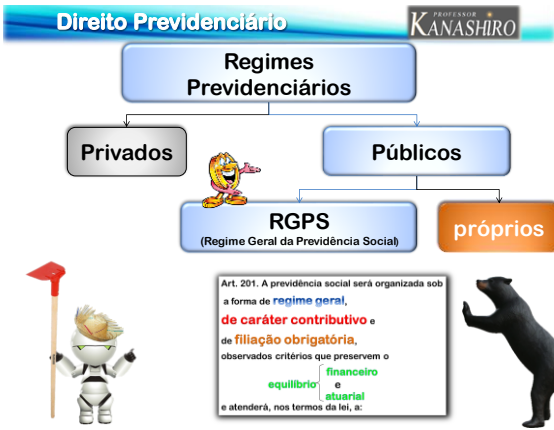 Direito Previdenciário
PROFESSOR
KANASHIRO
Regimes
Previdenciários
Privados
Públicos
RGPS
(Regime Geral da Previdência Social)
próprios
Art. 201. A previdência social será organizada sob
a forma de regime geral,
de caráter contributivo e
de filiação obrigatória,
observados critérios que preservem o
financeiro
equilíbrio e
atuarial
e atenderá, nos termos da lei, a: